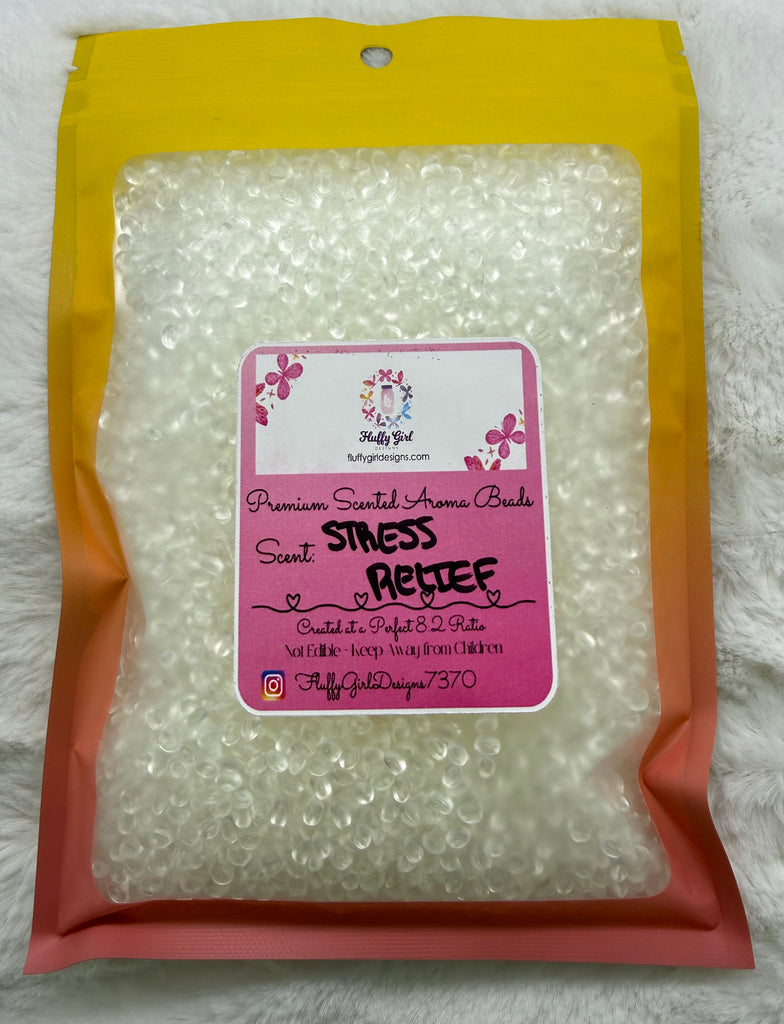 Fluffy Girl
DESIGNS
fluffygirldesigns.com
Premium Scented Aroma Beads
Scent: STRESS
RELIEF
Created at a Perfect 8:2 Ratio
Not Edible - Keep Away from Children
FluffyGirlDesigns7370